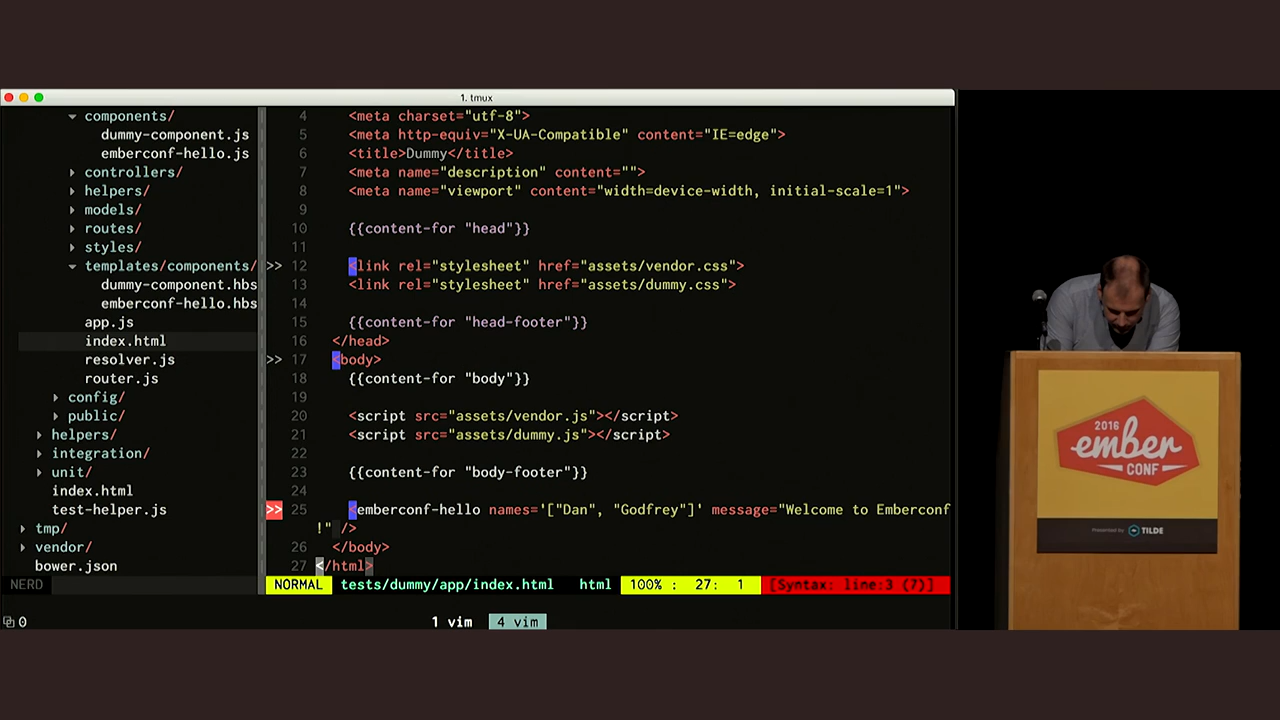 1. tmux
components/
dummy-component.js
emberconf-hello.js
controllers/
helpers/
models/
routes/
styles/
templates/components/
dummy-component.hbs
emberconf-hello.hbs
app.js
index.html
resolver.js
router.js
config/
public/
helpers/
integration/
unit/
index.html
test-helper.js
tmp/
vendor/
bower.json
NERD
4 <meta charset="utf-8">
5 <meta http-equiv="X-UA-Compatible" content="IE=edge">
6 <title>Dummy</title>
7 <meta name="description" content="">
8 <meta name="viewport" content="width=device-width, initial-scale=1">
9
10 {{content-for "head"}}
11
>> 12 <link rel="stylesheet" href="assets/vendor.css">
13 <link rel="stylesheet" href="assets/dummy.css">
14
15 {{content-for "head-footer"}}
16 </head>
>> 17 <body>
18 {{content-for "body"}}
19
20 <script src="assets/vendor.js"></script>
21 <script src="assets/dummy.js"></script>
22
23 {{content-for "body-footer"}}
24
>> 25 <emberconf-hello names='["Dan", "Godfrey"]' message="Welcome to Emberconf
!" />
26 </body>
27 </html>
NORMAL tests/dummy/app/index.html html 100% : 27: 1 [Syntax: line:3 (7)]
0 1 vim 4 vim
2016
ember
CONF
Presented by TILDE